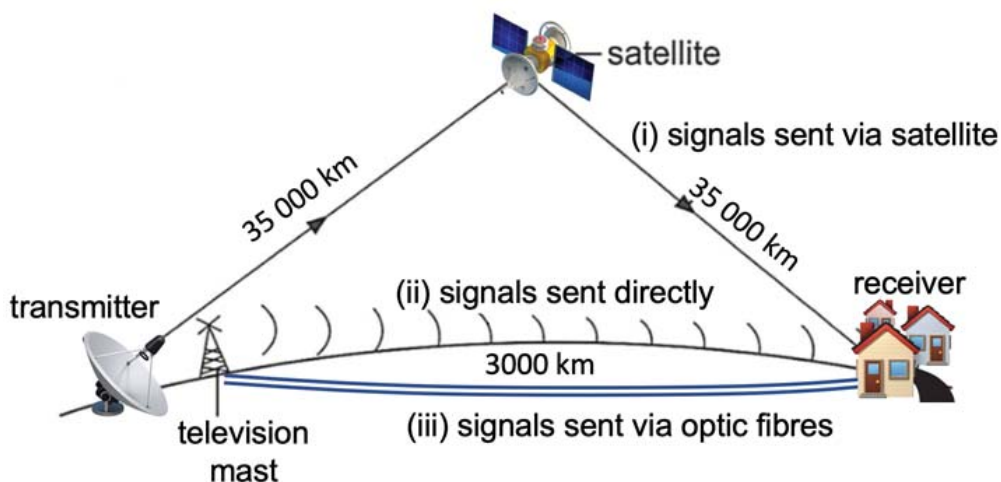 satellite
(i) signals sent via satellite
35 000 km
35 000 km
transmitter
(ii) signals sent directly
receiver
3000 km
television
mast
(iii) signals sent via optic fibres